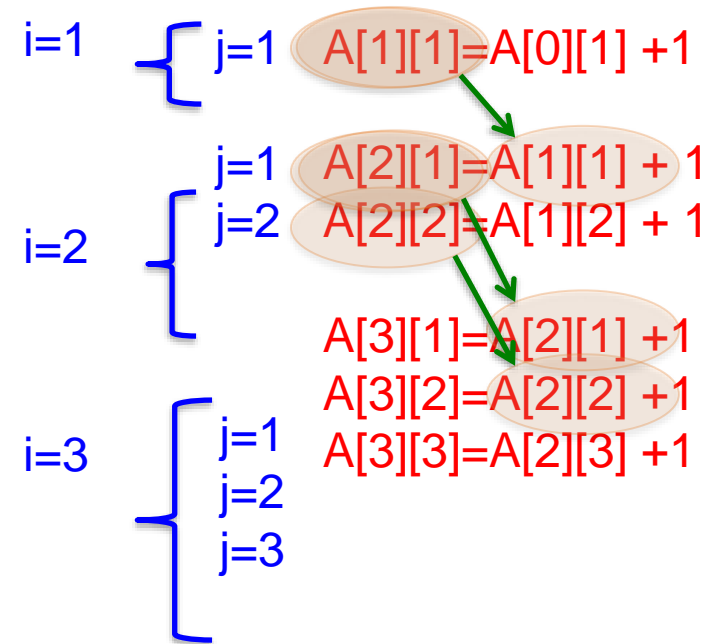 i=1 j=1 A[1][1]=A[0][1] +1
j=1 A[2][1]=A[1][1] + 1
j=2 A[2][2]=A[1][2] + 1
i=2
A[3][1]=A[2][1] +1
A[3][2]=A[2][2] +1
j=1 A[3][3]=A[2][3] +1
i=3
j=2
j=3